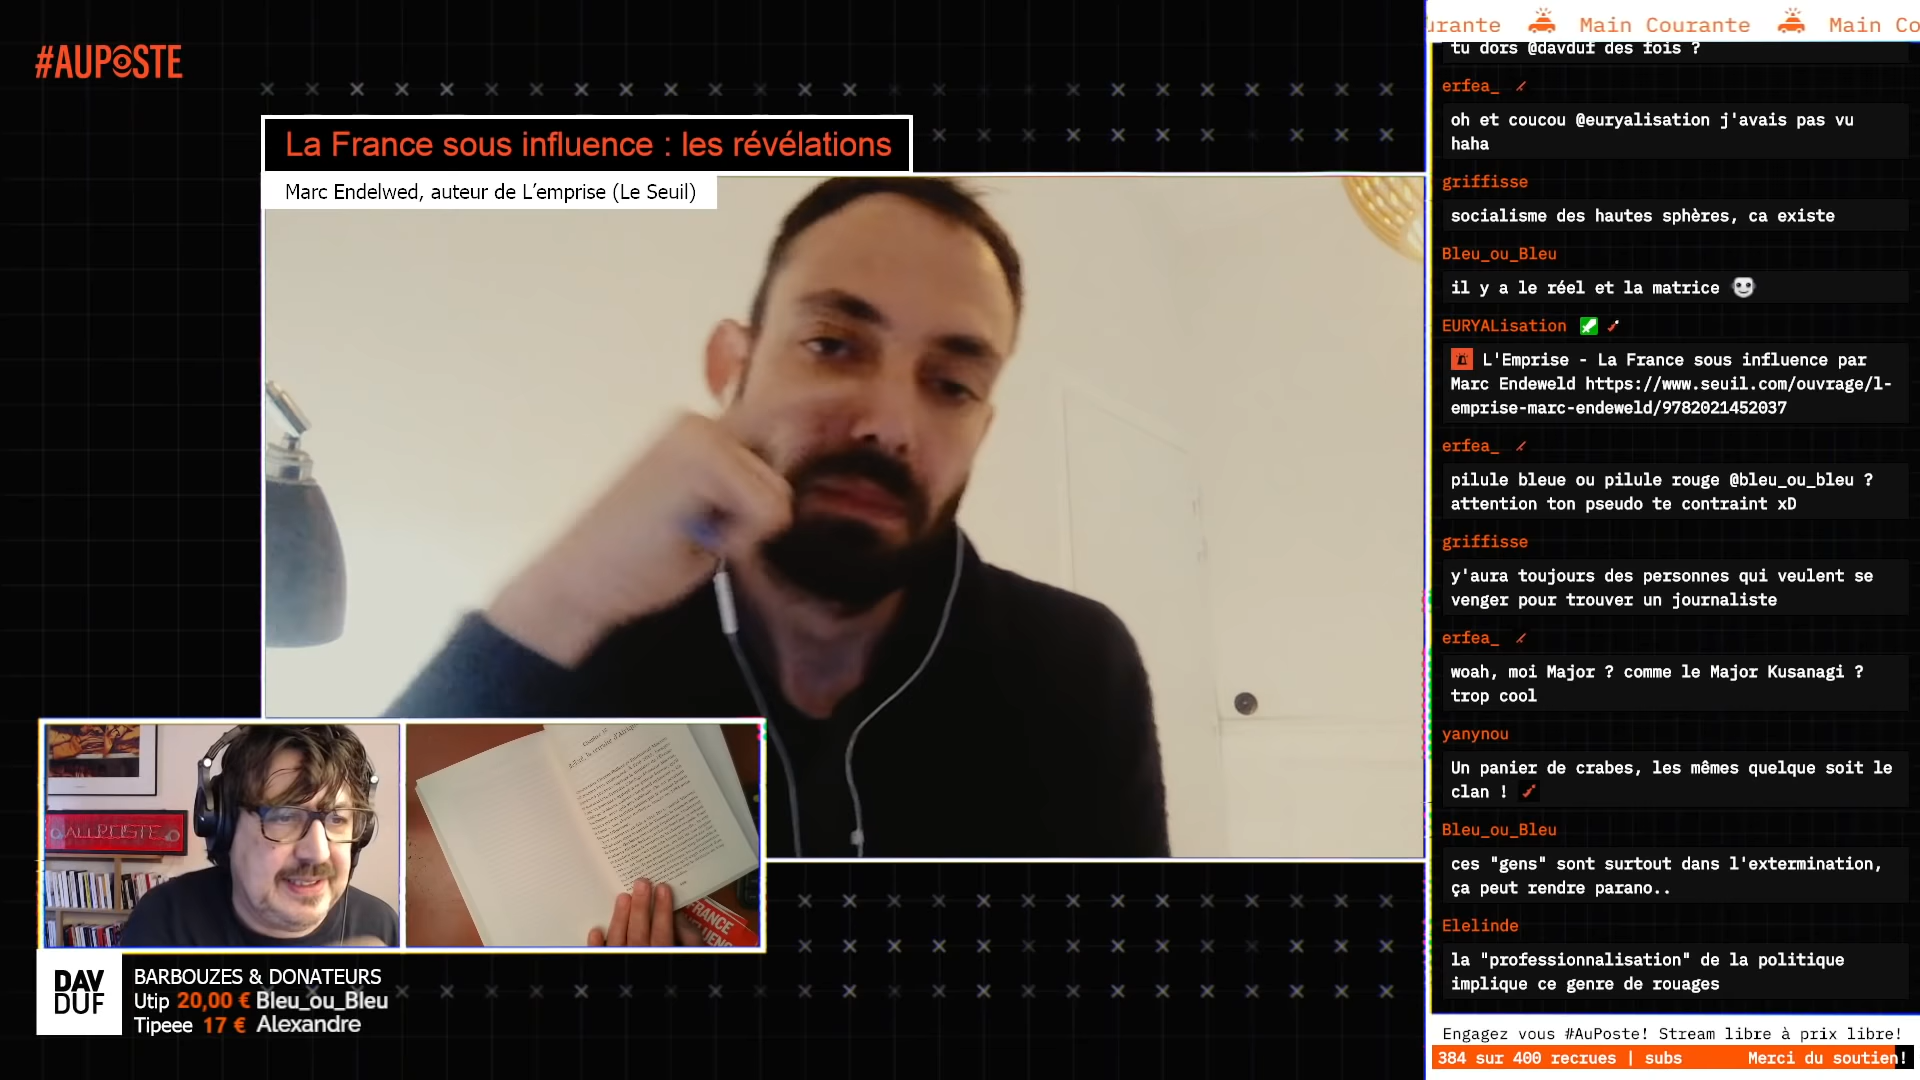 #AUPOSTE
La France sous influence : les révélations
Marc Endelwed, auteur de L'emprise (Le Seuil)
AUPOSTE
FRANCE
DAV
DUF
BARBOUZES & DONATEURS
Utip 20,00 € Bleu_ou_Bleu
Tipeee 17 € Alexandre
urante Main Courante Main Co
tu dors @davduf des fois ?
erfea_
oh et coucou @euryalisation j'avais pas vu
haha
griffisse
socialisme des hautes sphères, ca existe
Bleu_ou_Bleu
il y a le réel et la matrice
EURYALisation
L'Emprise - La France sous influence par
Marc Endeweld https://www.seuil.com/ouvrage/l-
emprise-marc-endeweld/9782021452037
erfea_
pilule bleue ou pilule rouge @bleu_ou_bleu ?
attention ton pseudo te contraint xD
griffisse
y'aura toujours des personnes qui veulent se
venger pour trouver un journaliste
erfea_
woah, moi Major ? comme le Major Kusanagi ?
trop cool
yanynou
Un panier de crabes, les mêmes quelque soit le
clan !
Bleu_ou_Bleu
ces "gens" sont surtout dans l'extermination,
ça peut rendre parano..
Elelinde
la "professionnalisation" de la politique
implique ce genre de rouages
Engagez vous #AuPoste! Stream libre à prix libre!
384 sur 400 recrues | subs Merci du soutien!